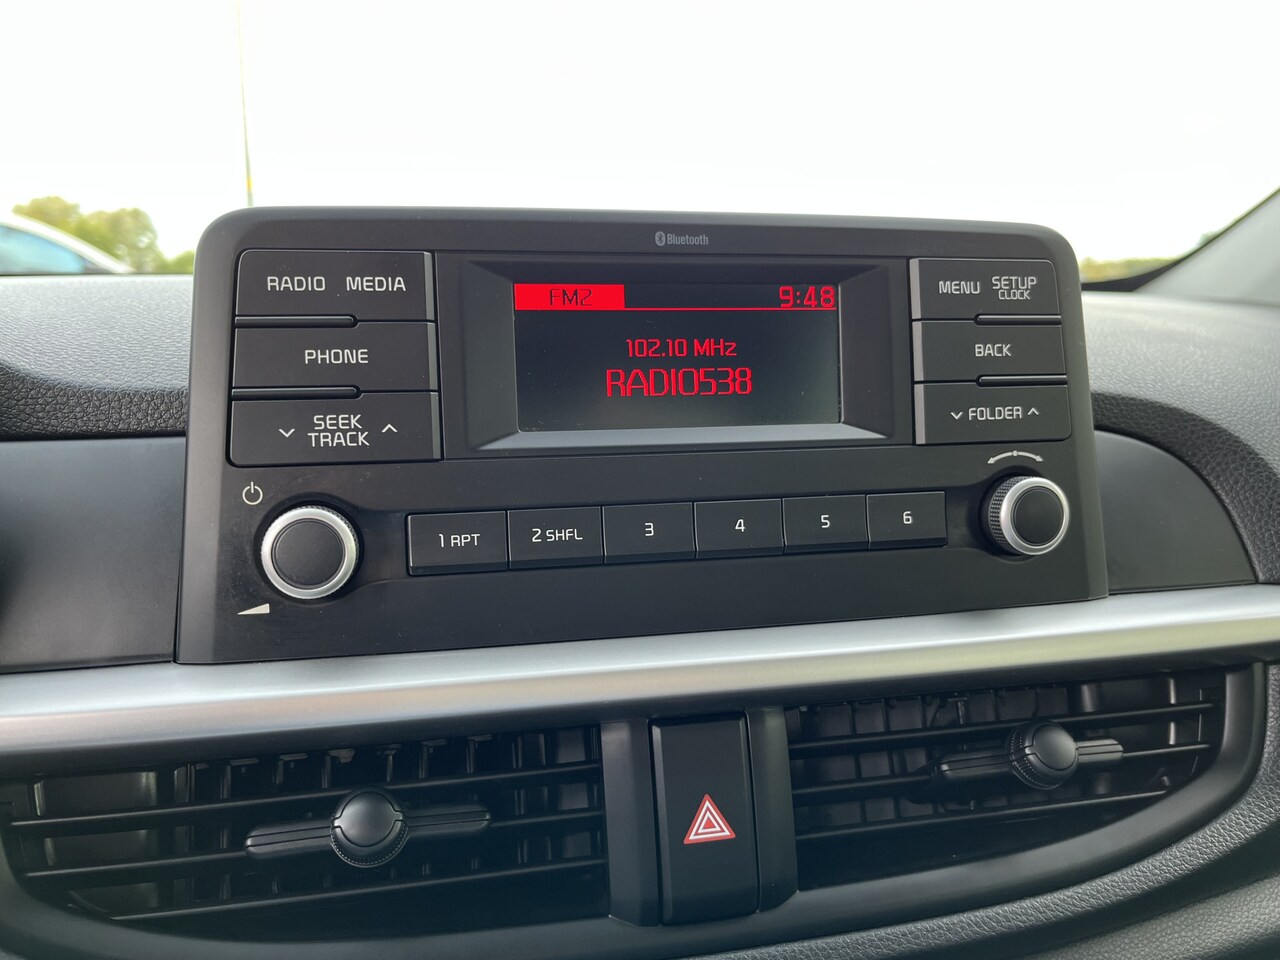 Bluetooth
RADIO MEDIA
FM2 9:48
MENU SETUP
CLOCK
102.10 MHz
PHONE
BACK
RADIO538
SEEK
TRACK
FOLDER
1 RPT
2 SHFL
3
4
5
6